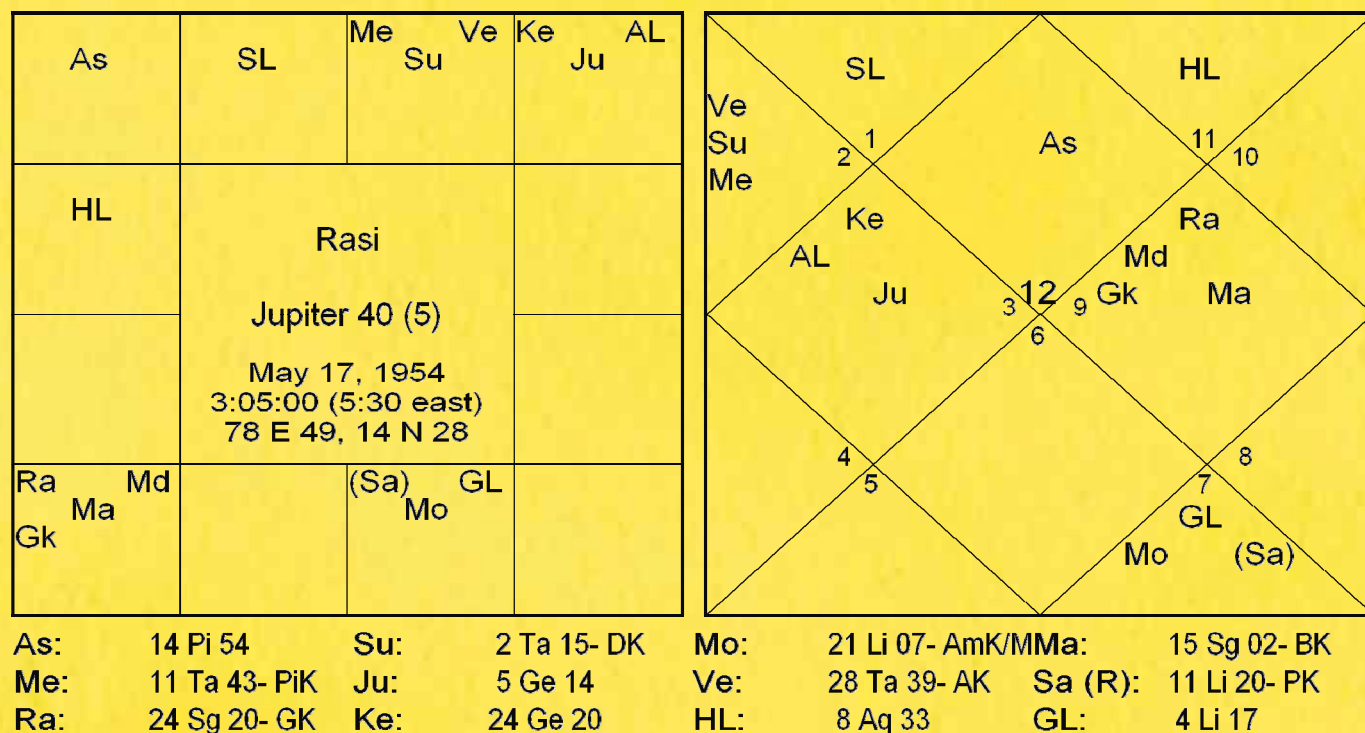 As SL Me Ve Ke AL
Su Ju
HL
Rasi
Jupiter 40 (5)
May 17, 1954
3:05:00 (5:30 east)
78 E 49, 14 N 28
Ra Md (Sa) GL
Ma Mo
Gk
SL HL
Ve
Su As
Me 2 1 11 10
Ke Ra
AL Md
Ju 3 12 9 Gk Ma
6
4 8
5 7
GL
Mo (Sa)
As: 14 Pi 54 Su: 2 Ta 15- DK Mo: 21 Li 07- AmK/MMa: 15 Sg 02- BK
Me: 11 Ta 43- PiK Ju: 5 Ge 14 Ve: 28 Ta 39- AK Sa (R): 11 Li 20- PK
Ra: 24 Sg 20- GK Ke: 24 Ge 20 HL: 8 Aq 33 GL: 4 Li 17